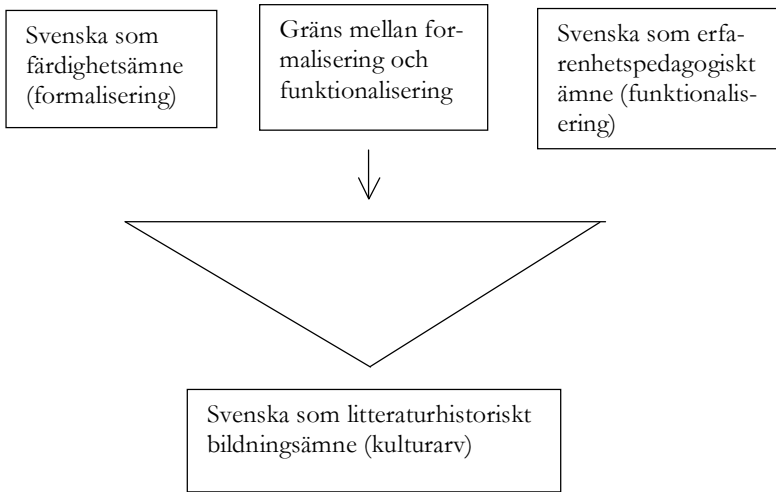 Svenska som
färdighetsämne
(formalisering)
Gräns mellan for-
malisering och
funktionalisering
Svenska som erfa-
renhetspedagogiskt
ämne (funktionalis-
ering)
Svenska som litteraturhistoriskt
bildningsämne (kulturarv)